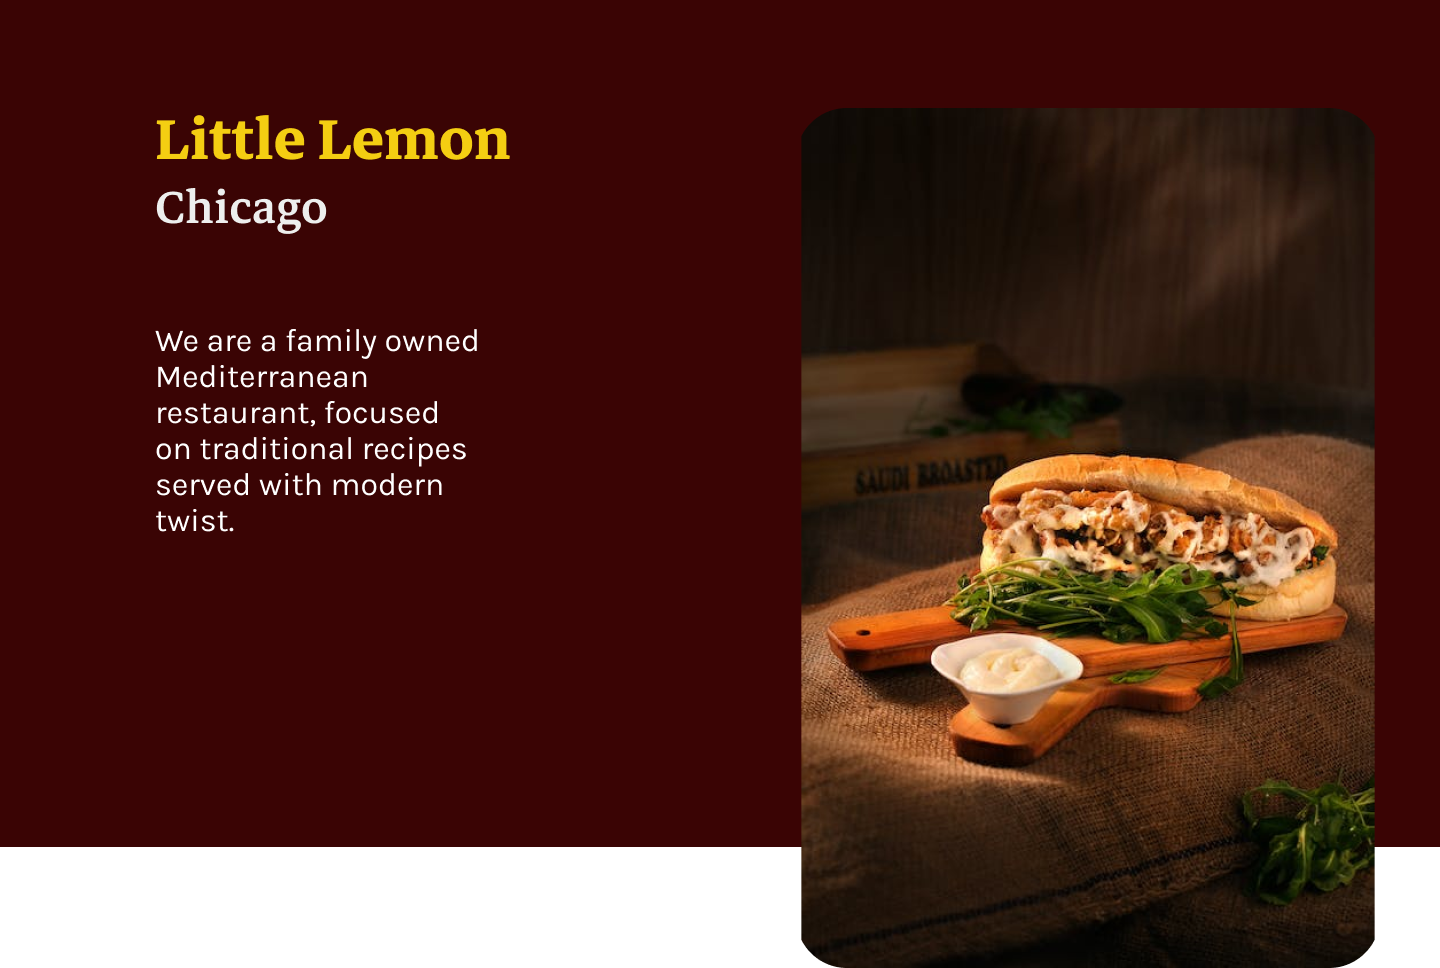 Little Lemon
Chicago
We are a family owned
Mediterranean
restaurant, focused
on traditional recipes
served with modern
twist.
SAUDI BROASTED